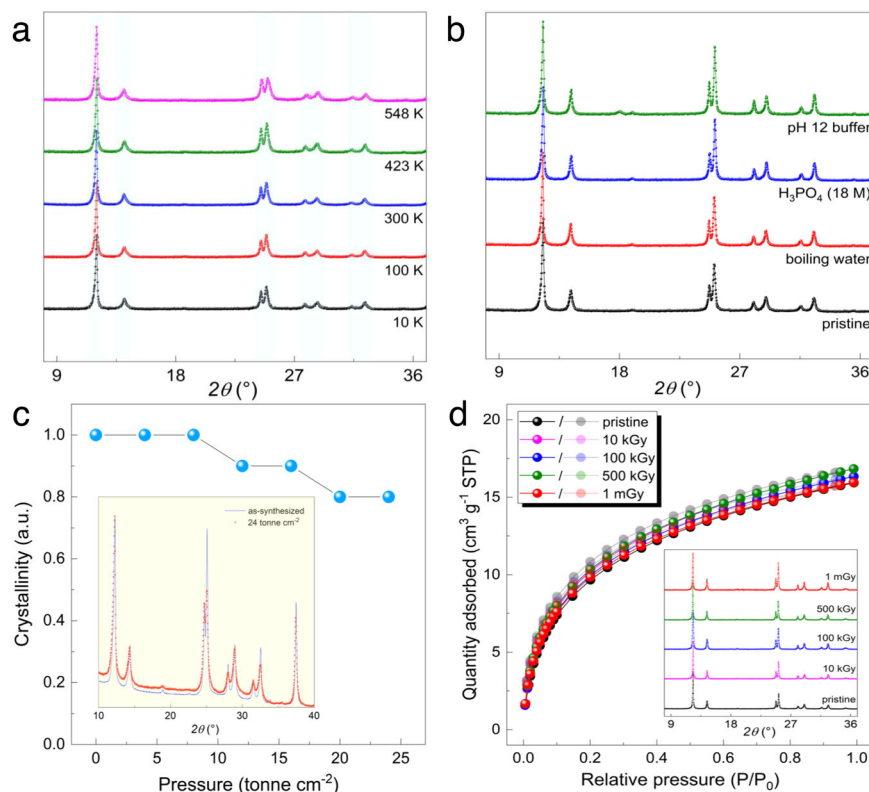 a
548 K
423 K
300 K
100 K
10 K
9 18 27 36
2θ (°)
b
pH 12 buffer
H₃PO₄ (18 M)
boiling water
pristine
9 18 27 36
2θ (°)
c
Crystallinity (a.u.)
1.0
0.8
0.6
0.4
0.2
0.0
as-synthesized
24 tonne cm⁻²
10 20 30 40
2θ (°)
0 5 10 15 20 25
Pressure (tonne cm⁻²)
d
Quantity adsorbed (cm³ g⁻¹ STP)
20
15
10
5
0
/ pristine
/ 10 kGy
/ 100 kGy
/ 500 kGy
/ 1 mGy
1 mGy
500 kGy
100 kGy
10 kGy
pristine
9 18 27 36
2θ (°)
0.0 0.2 0.4 0.6 0.8 1.0
Relative pressure (P/P₀)